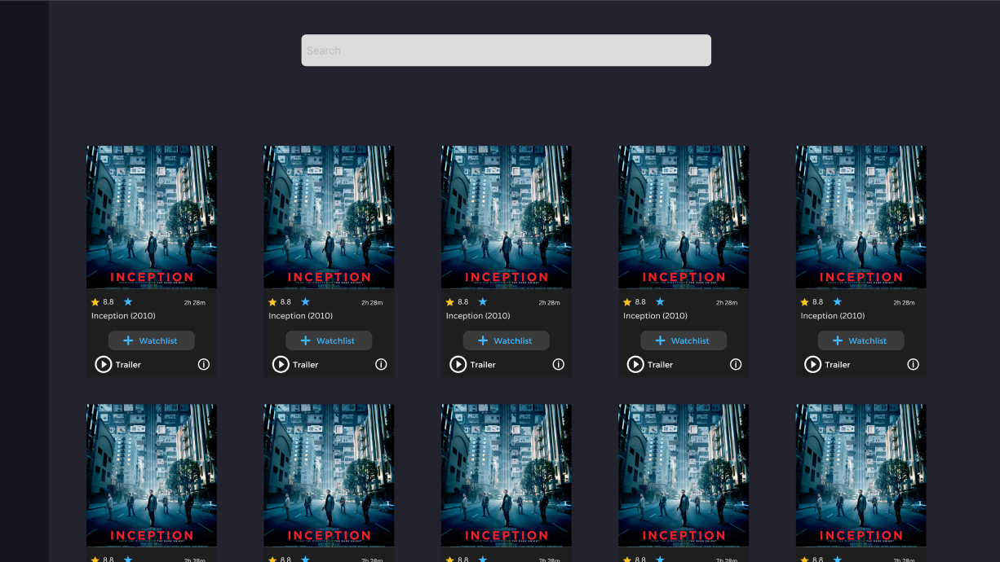 Search
INCEPTION INCEPTION INCEPTION INCEPTION INCEPTION
8.8 2h 28m 8.8 2h 28m 8.8 2h 28m 8.8 2h 28m 8.8 2h 28m
Inception (2010) Inception (2010) Inception (2010) Inception (2010) Inception (2010)
Watchlist Watchlist Watchlist Watchlist Watchlist
Trailer Trailer Trailer Trailer Trailer
INCEPTION INCEPTION INCEPTION INCEPTION INCEPTION
8.8 2h 28m 8.8 2h 28m 8.8 2h 28m 8.8 2h 28m 8.8 2h 28m